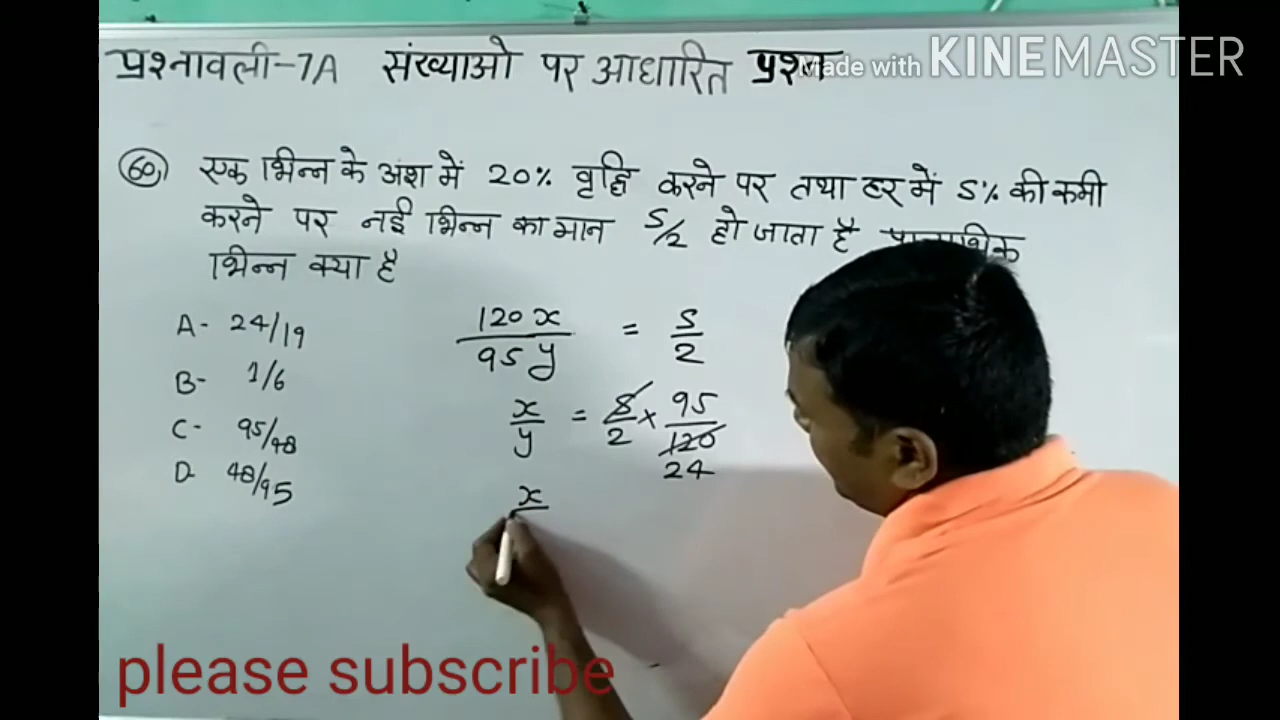 प्रश्नावली-7A संख्याओ पर आधारित प्रश्न
Made with KINEMASTER
60, एक भिन्न के अंश में 20% वृद्धि करने पर तथा हर में 5% की कमी
करने पर नई भिन्न का मान 5/2 हो जाता है
भिन्न क्या है
A- 24/19
B- 1/6
C- 95/48
D- 48/95
120x/95y = 5/2
x/y = 5/2 × 95/120
24
x
please subscribe